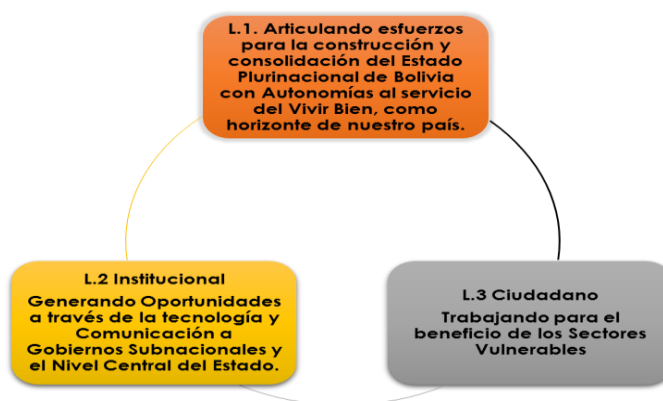 L.1. Articulando esfuerzos
para la construcción y
consolidación del Estado
Plurinacional de Bolivia
con Autonomías al servicio
del Vivir Bien, como
horizonte de nuestro país.
L.2 Institucional
Generando Oportunidades
a través de la tecnología y
Comunicación a
Gobiernos Subnacionales y
el Nivel Central del Estado.
L.3 Ciudadano
Trabajando para el
beneficio de los Sectores
Vulnerables